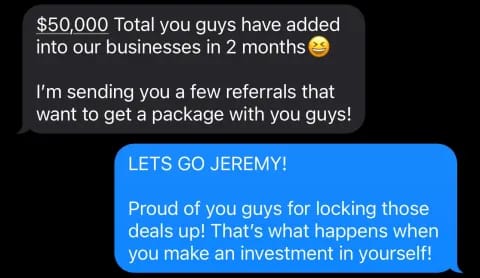 $50,000 Total you guys have added
into our businesses in 2 months😆
I'm sending you a few referrals that
want to get a package with you guys!
LETS GO JEREMY!
Proud of you guys for locking those
deals up! That's what happens when
you make an investment in yourself!